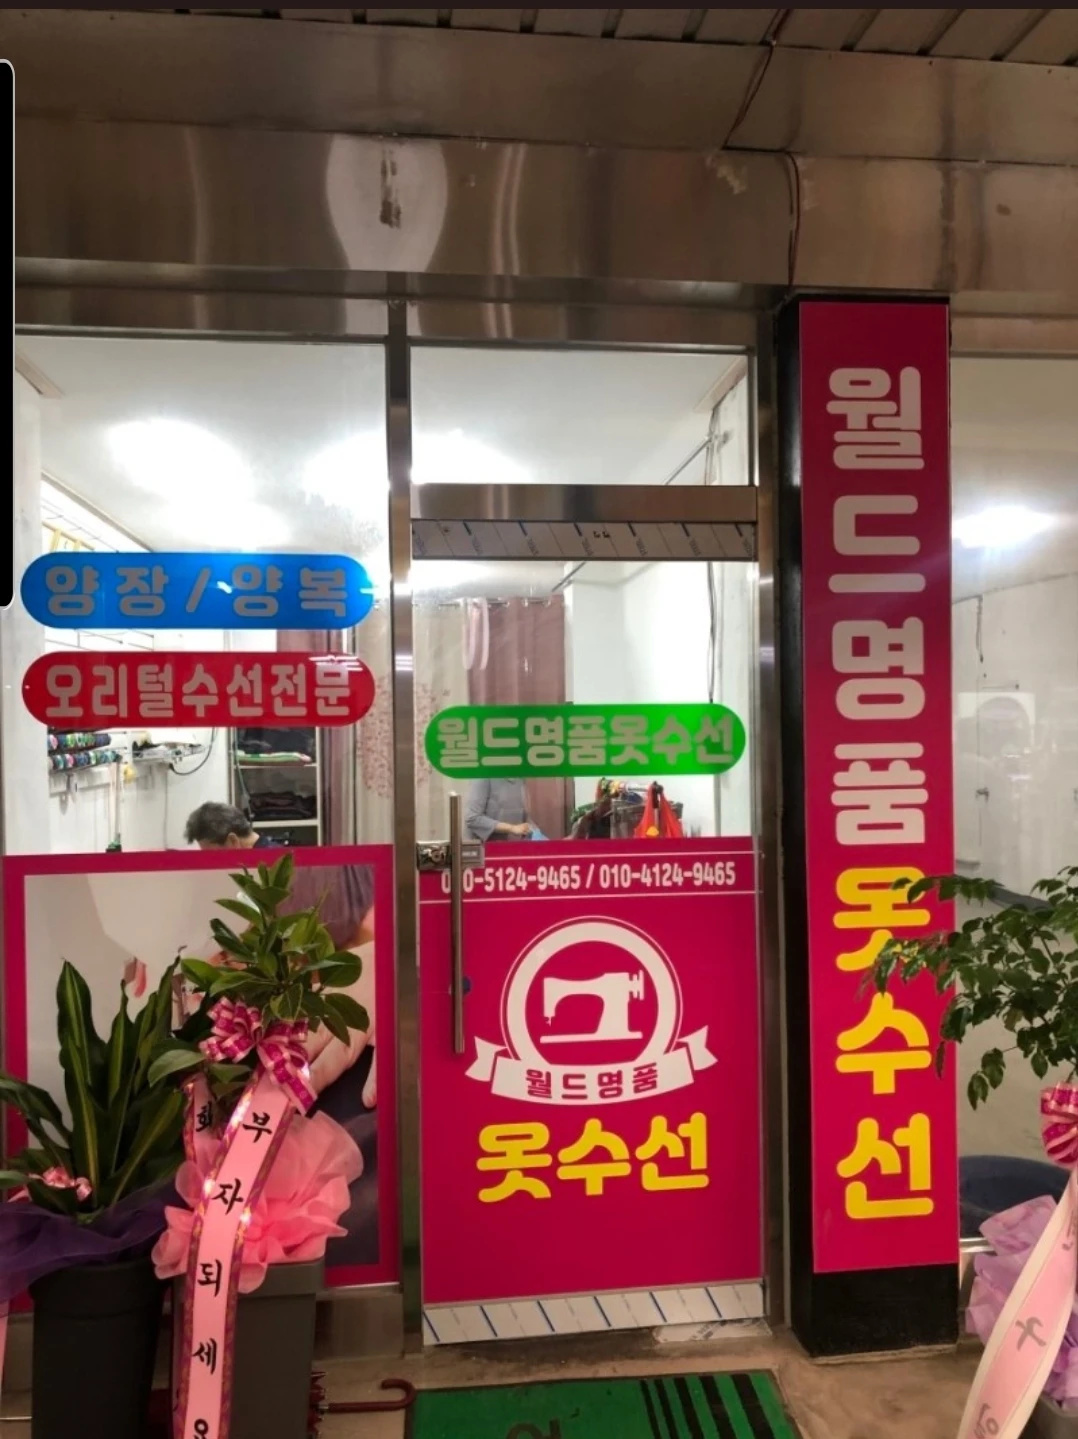 양장/양복
오리털수선전문
월드명품옷수선
010-5124-9465 / 010-4124-9465
월드명품
옷수선
월드명품옷수선
부자되세요